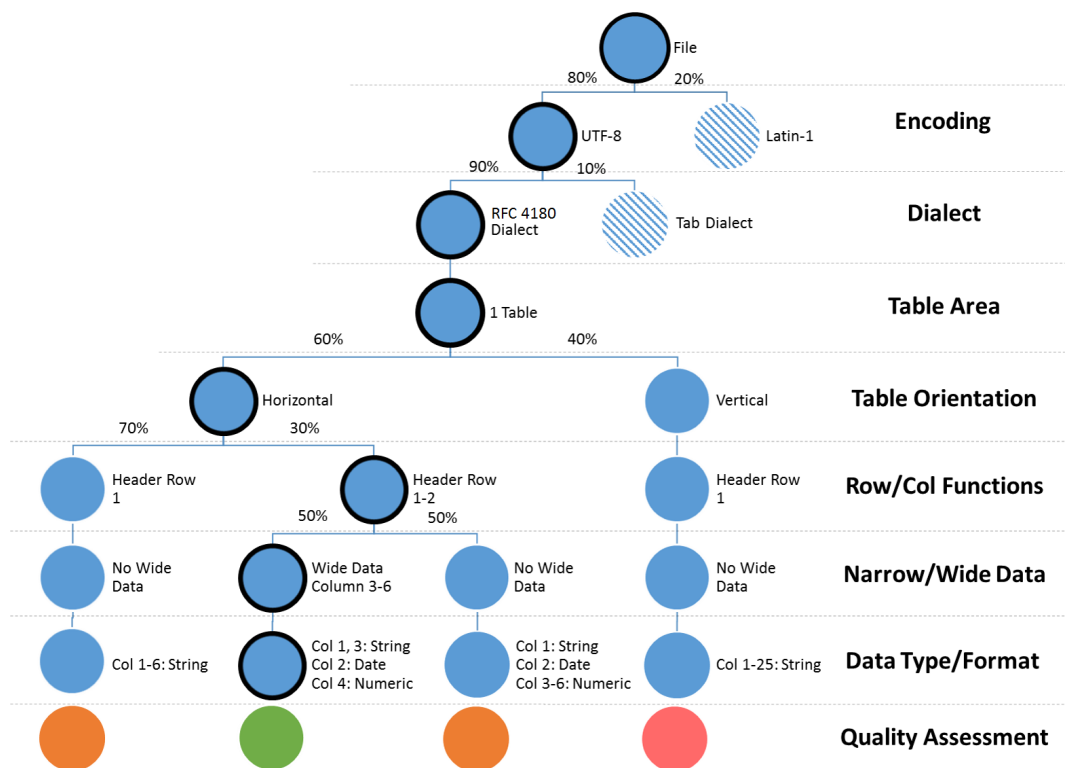 File
80%
20%
Encoding
UTF-8
Latin-1
90%
10%
Dialect
RFC 4180
Dialect
Tab Dialect
Table Area
1 Table
60%
40%
Table Orientation
Horizontal
Vertical
70%
30%
Row/Col Functions
Header Row
1
Header Row
1-2
Header Row
1
50%
50%
Narrow/Wide Data
No Wide
Data
Wide Data
Column 3-6
No Wide
Data
No Wide
Data
Data Type/Format
Col 1-6: String
Col 1, 3: String
Col 2: Date
Col 4: Numeric
Col 1: String
Col 2: Date
Col 3-6: Numeric
Col 1-25: String
Quality Assessment